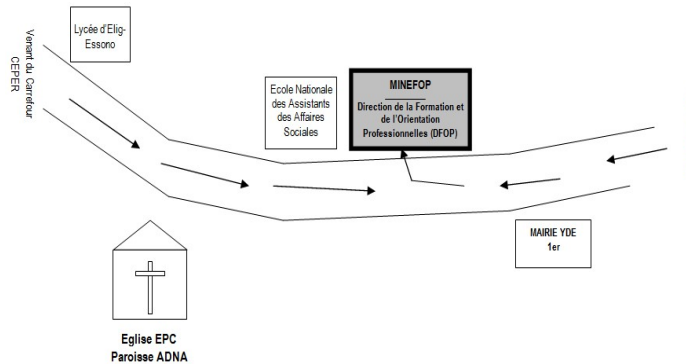 Lycée d'Elig-
Essono
Venant du Carrefour
CEPER
Ecole Nationale
des Assistants
des Affaires
Sociales
MINEFOP
Direction de la Formation et
de l'Orientation
Professionnelles (DFOP)
MAIRIE YDE
1er
Eglise EPC
Paroisse ADNA